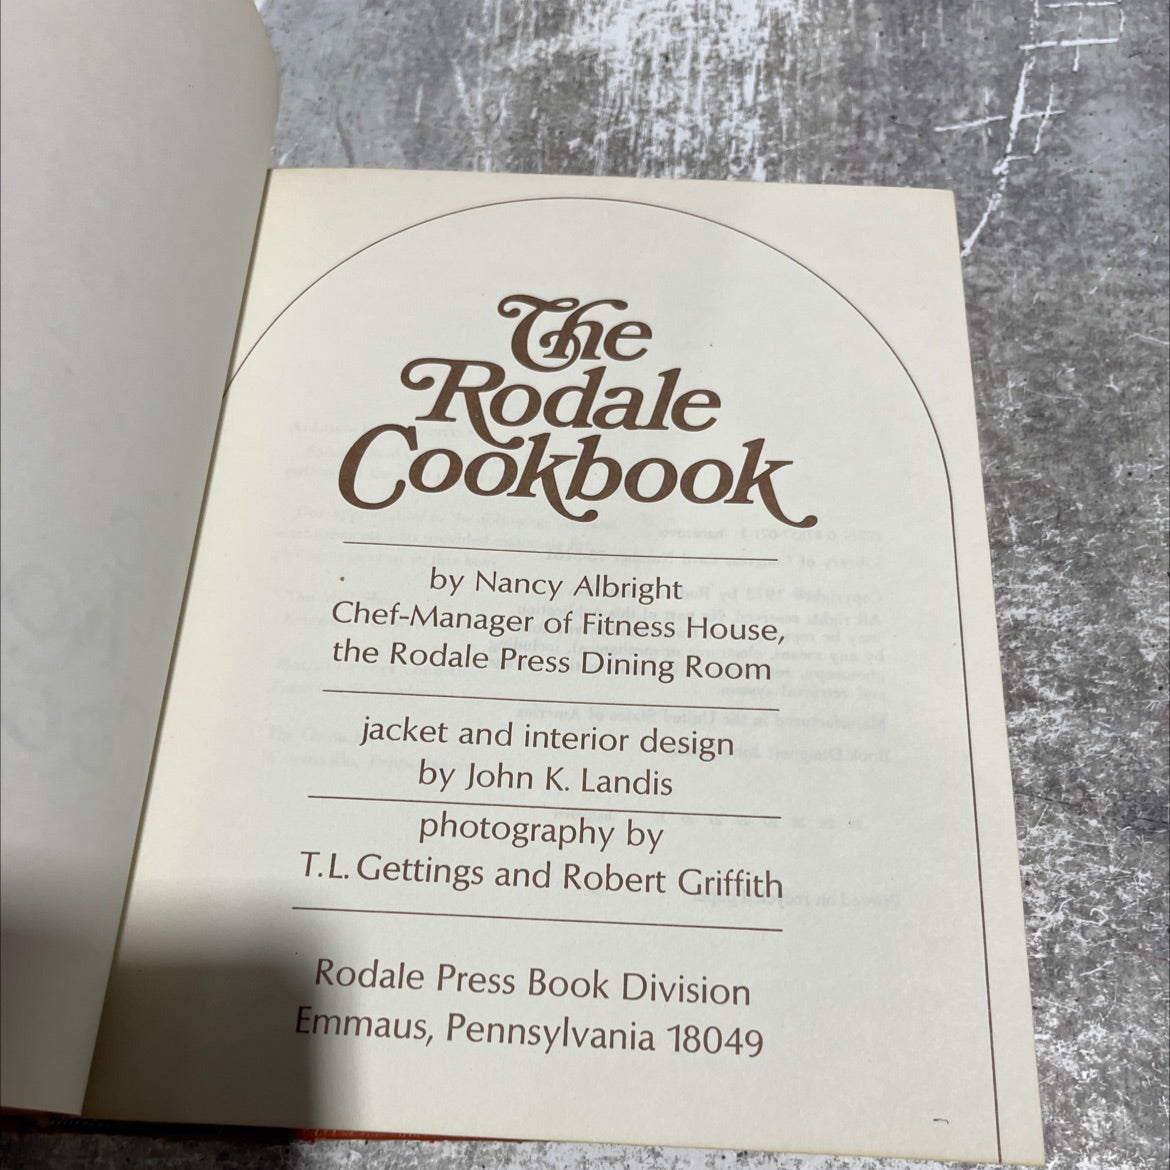 The
Rodale
Cookbook
by Nancy Albright
Chef-Manager of Fitness House,
the Rodale Press Dining Room
jacket and interior design
by John K. Landis
photography by
T.L. Gettings and Robert Griffith
Rodale Press Book Division
Emmaus, Pennsylvania 18049